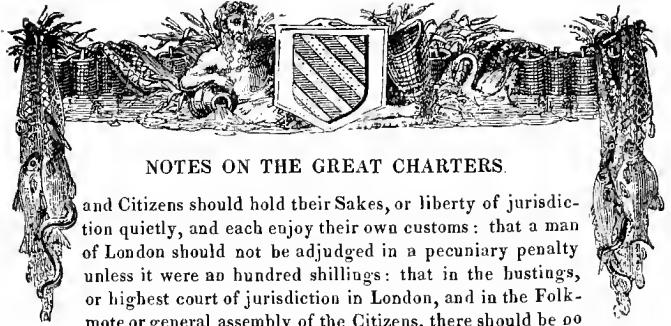 NOTES ON THE GREAT CHARTERS.
and Citizens should hold their Sakes, or liberty of jurisdic-
tion quietly, and each enjoy their own customs: that a man
of London should not be adjudged in a pecuniary penalty
unless it were an hundred shillings: that in the hustings,
or highest court of jurisdiction in London, and in the Folk-
mote or general assembly of the Citizens, there should be no